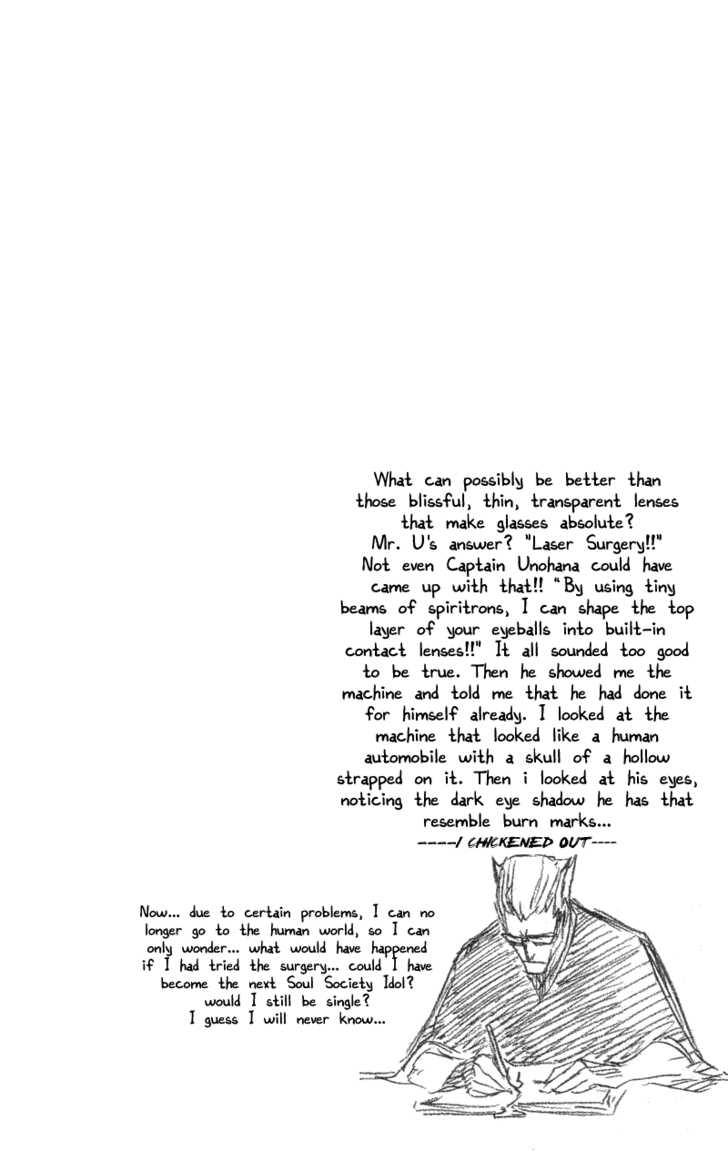 What can possibly be better than
those blissful, thin, transparent lenses
that make glasses absolute?
Mr. U's answer? "Laser Surgery!!"
Not even Captain Unohana could have
came up with that!! "By using tiny
beams of spiritrons, I can shape the top
layer of your eyeballs into built-in
contact lenses!!" It all sounded too good
to be true. Then he showed me the
machine and told me that he had done it
for himself already. I looked at the
machine that looked like a human
automobile with a skull of a hollow
strapped on it. Then i looked at his eyes,
noticing the dark eye shadow he has that
resemble burn marks...
----I CHICKENED OUT----
Now... due to certain problems, I can no
longer go to the human world, so I can
only wonder... what would have happened
if I had tried the surgery... could I have
become the next Soul Society Idol?
would I still be single?
I guess I will never know...